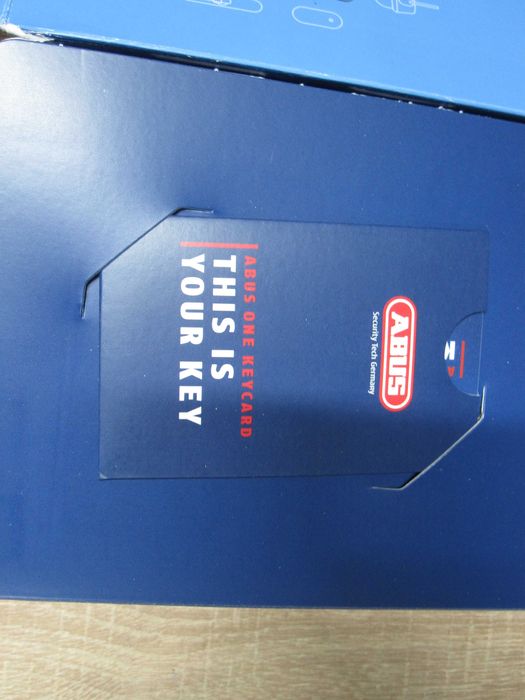 ABUS
Security Tech Germany
ABUS ONE KEYCARD
THIS IS
YOUR KEY